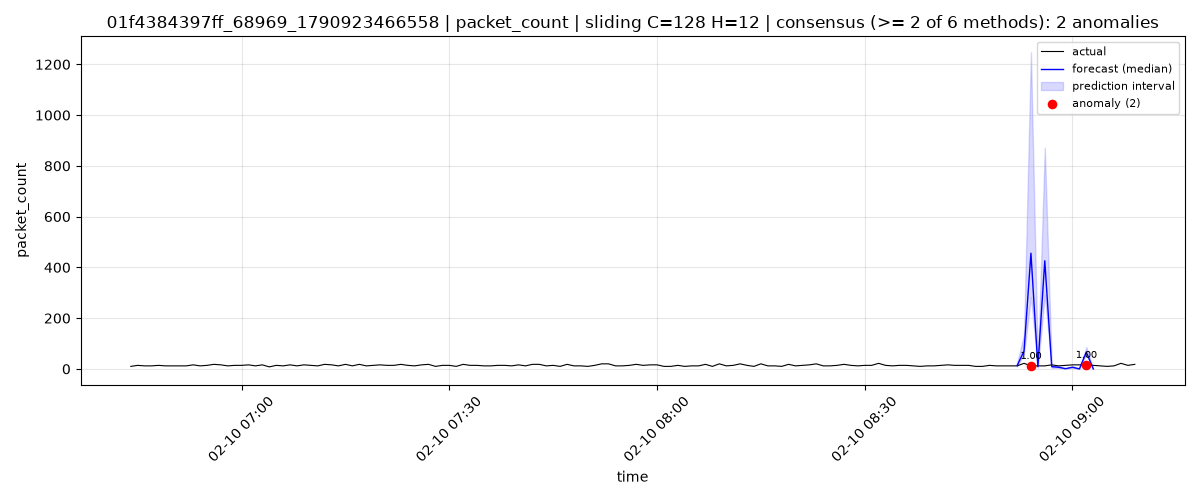 01f4384397ff_68969_1790923466558 | packet_count | sliding C=128 H=12 | consensus (>= 2 of 6 methods): 2 anomalies
actual
forecast (median)
prediction interval
anomaly (2)
packet_count
1200
1000
800
600
400
200
0
1.00
1.00
02-10 07:00
02-10 07:30
02-10 08:00
02-10 08:30
02-10 09:00
time